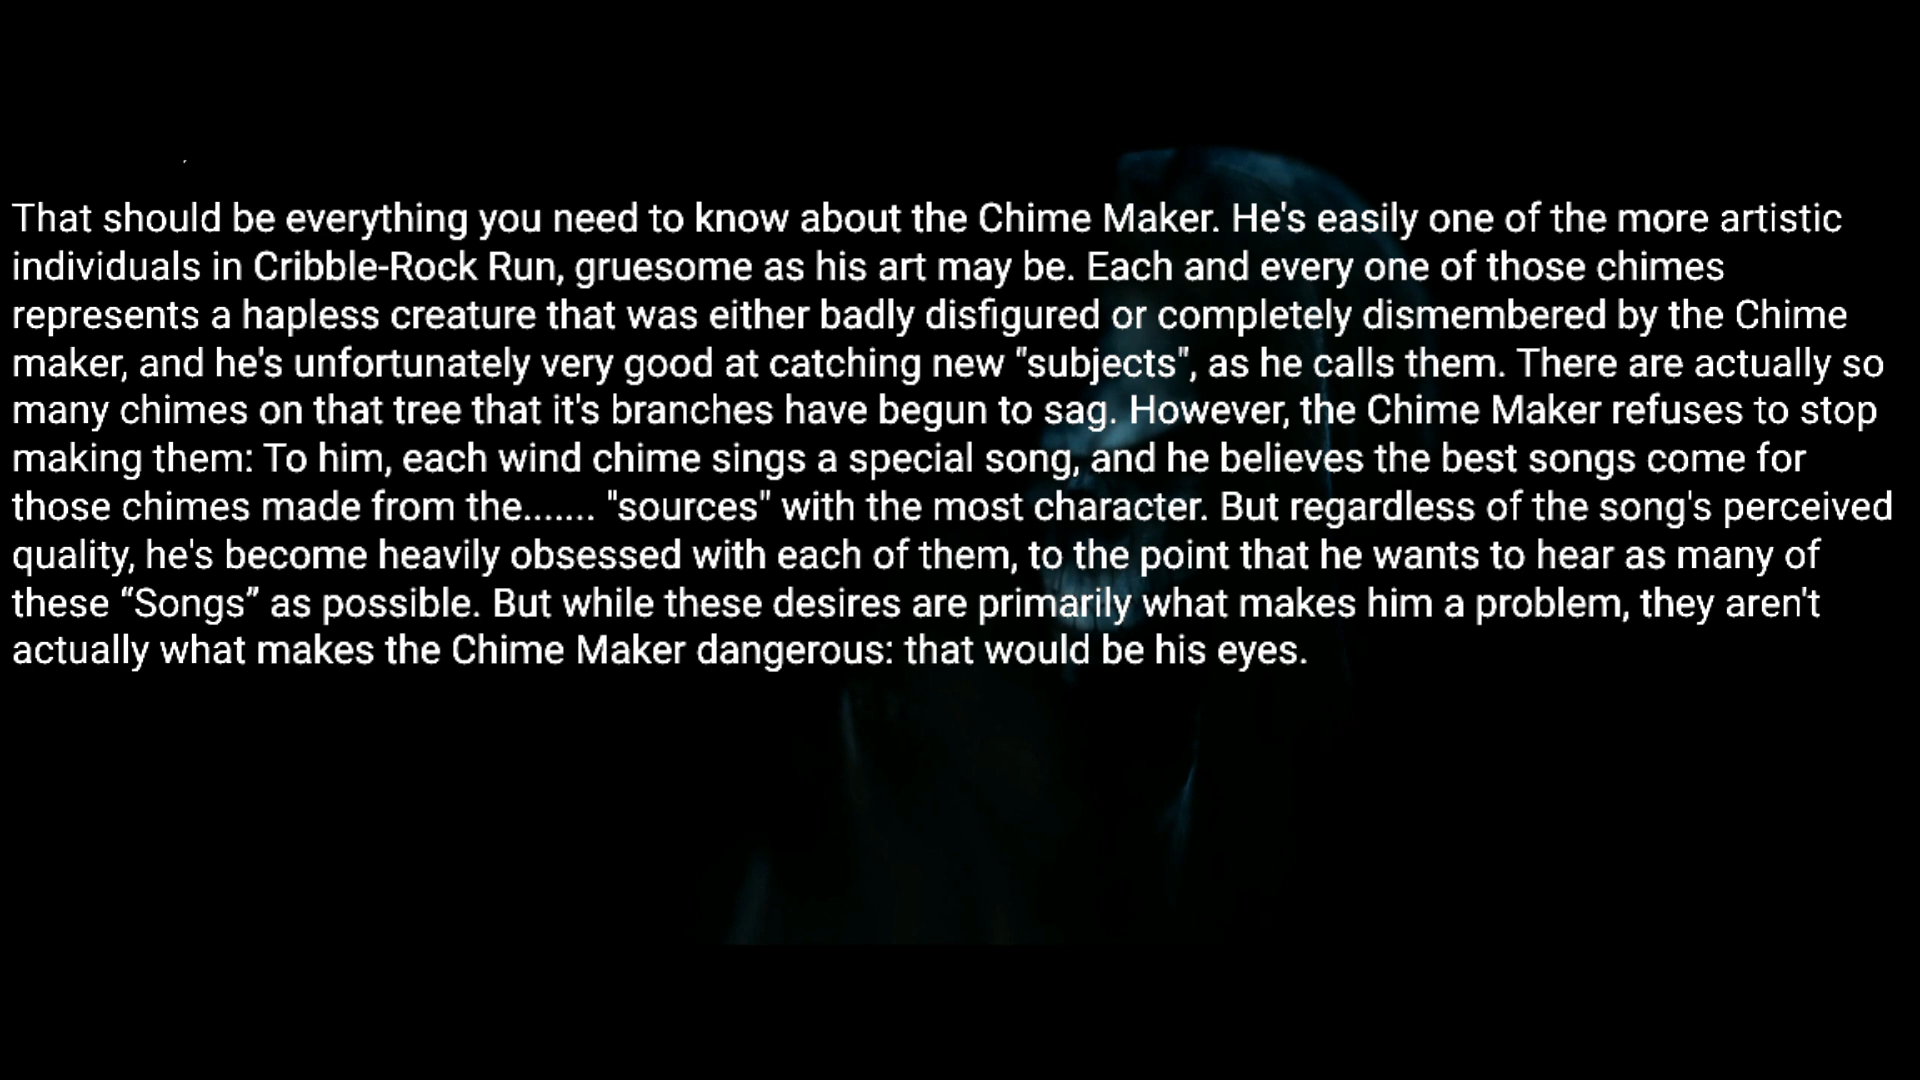 That should be everything you need to know about the Chime Maker. He's easily one of the more artistic
individuals in Cribble-Rock Run, gruesome as his art may be. Each and every one of those chimes
represents a hapless creature that was either badly disfigured or completely dismembered by the Chime
maker, and he's unfortunately very good at catching new "subjects", as he calls them. There are actually so
many chimes on that tree that it's branches have begun to sag. However, the Chime Maker refuses to stop
making them: To him, each wind chime sings a special song, and he believes the best songs come for
those chimes made from the....... "sources" with the most character. But regardless of the song's perceived
quality, he's become heavily obsessed with each of them, to the point that he wants to hear as many of
these “Songs” as possible. But while these desires are primarily what makes him a problem, they aren't
actually what makes the Chime Maker dangerous: that would be his eyes.